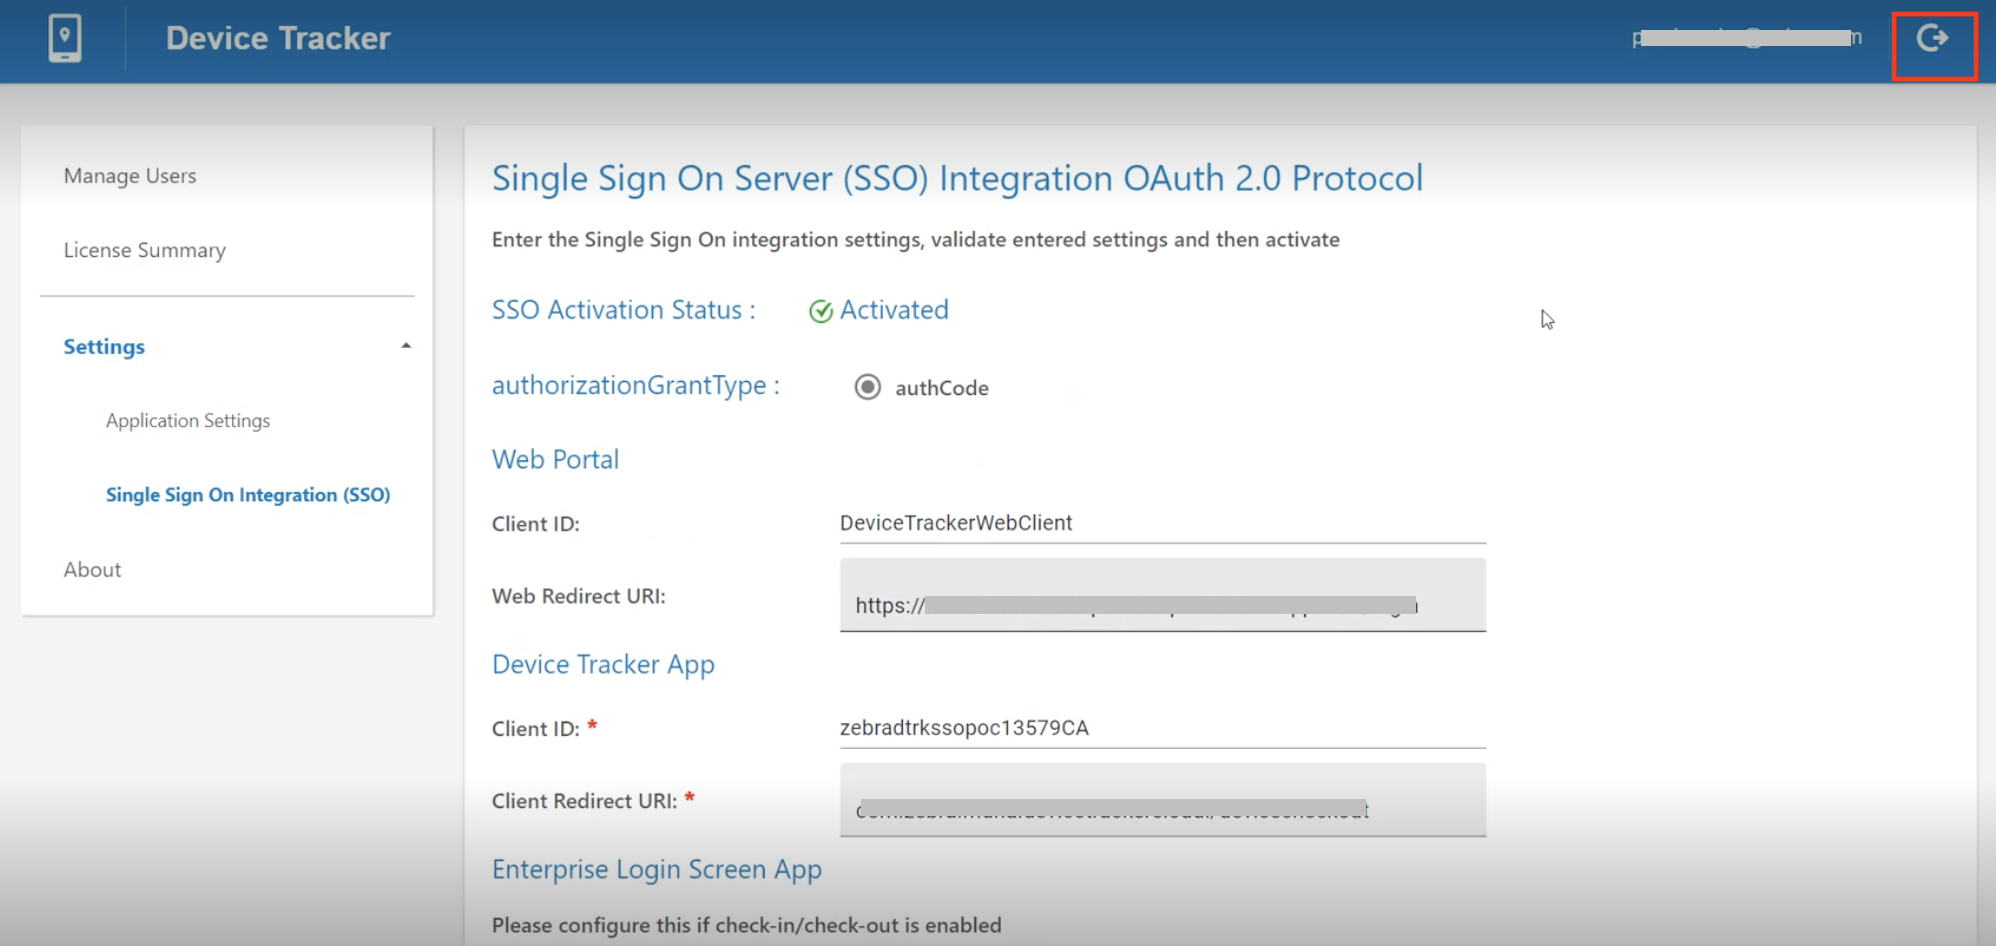 Device Tracker
Manage Users
License Summary
Settings
Application Settings
Single Sign On Integration (SSO)
About
Single Sign On Server (SSO) Integration OAuth 2.0 Protocol
Enter the Single Sign On integration settings, validate entered settings and then activate
SSO Activation Status : Activated
authorizationGrantType : authCode
Web Portal
Client ID: DeviceTrackerWebClient
Web Redirect URI: https://
Device Tracker App
Client ID: * zebradtrkssopoc13579CA
Client Redirect URI: *
Enterprise Login Screen App
Please configure this if check-in/check-out is enabled